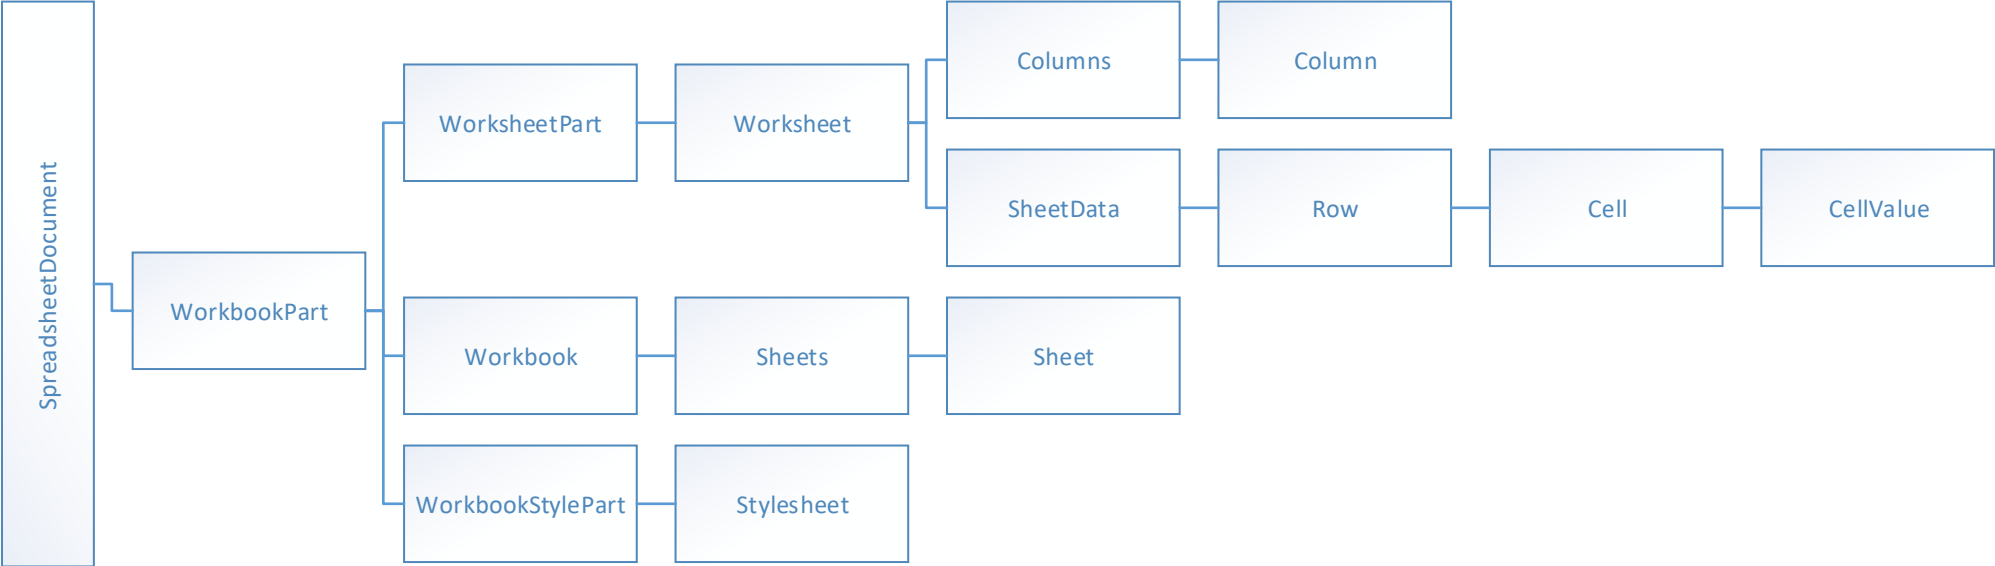 SpreadsheetDocument
WorkbookPart
WorksheetPart
Worksheet
Columns
Column
SheetData
Row
Cell
CellValue
Workbook
Sheets
Sheet
WorkbookStylePart
Stylesheet